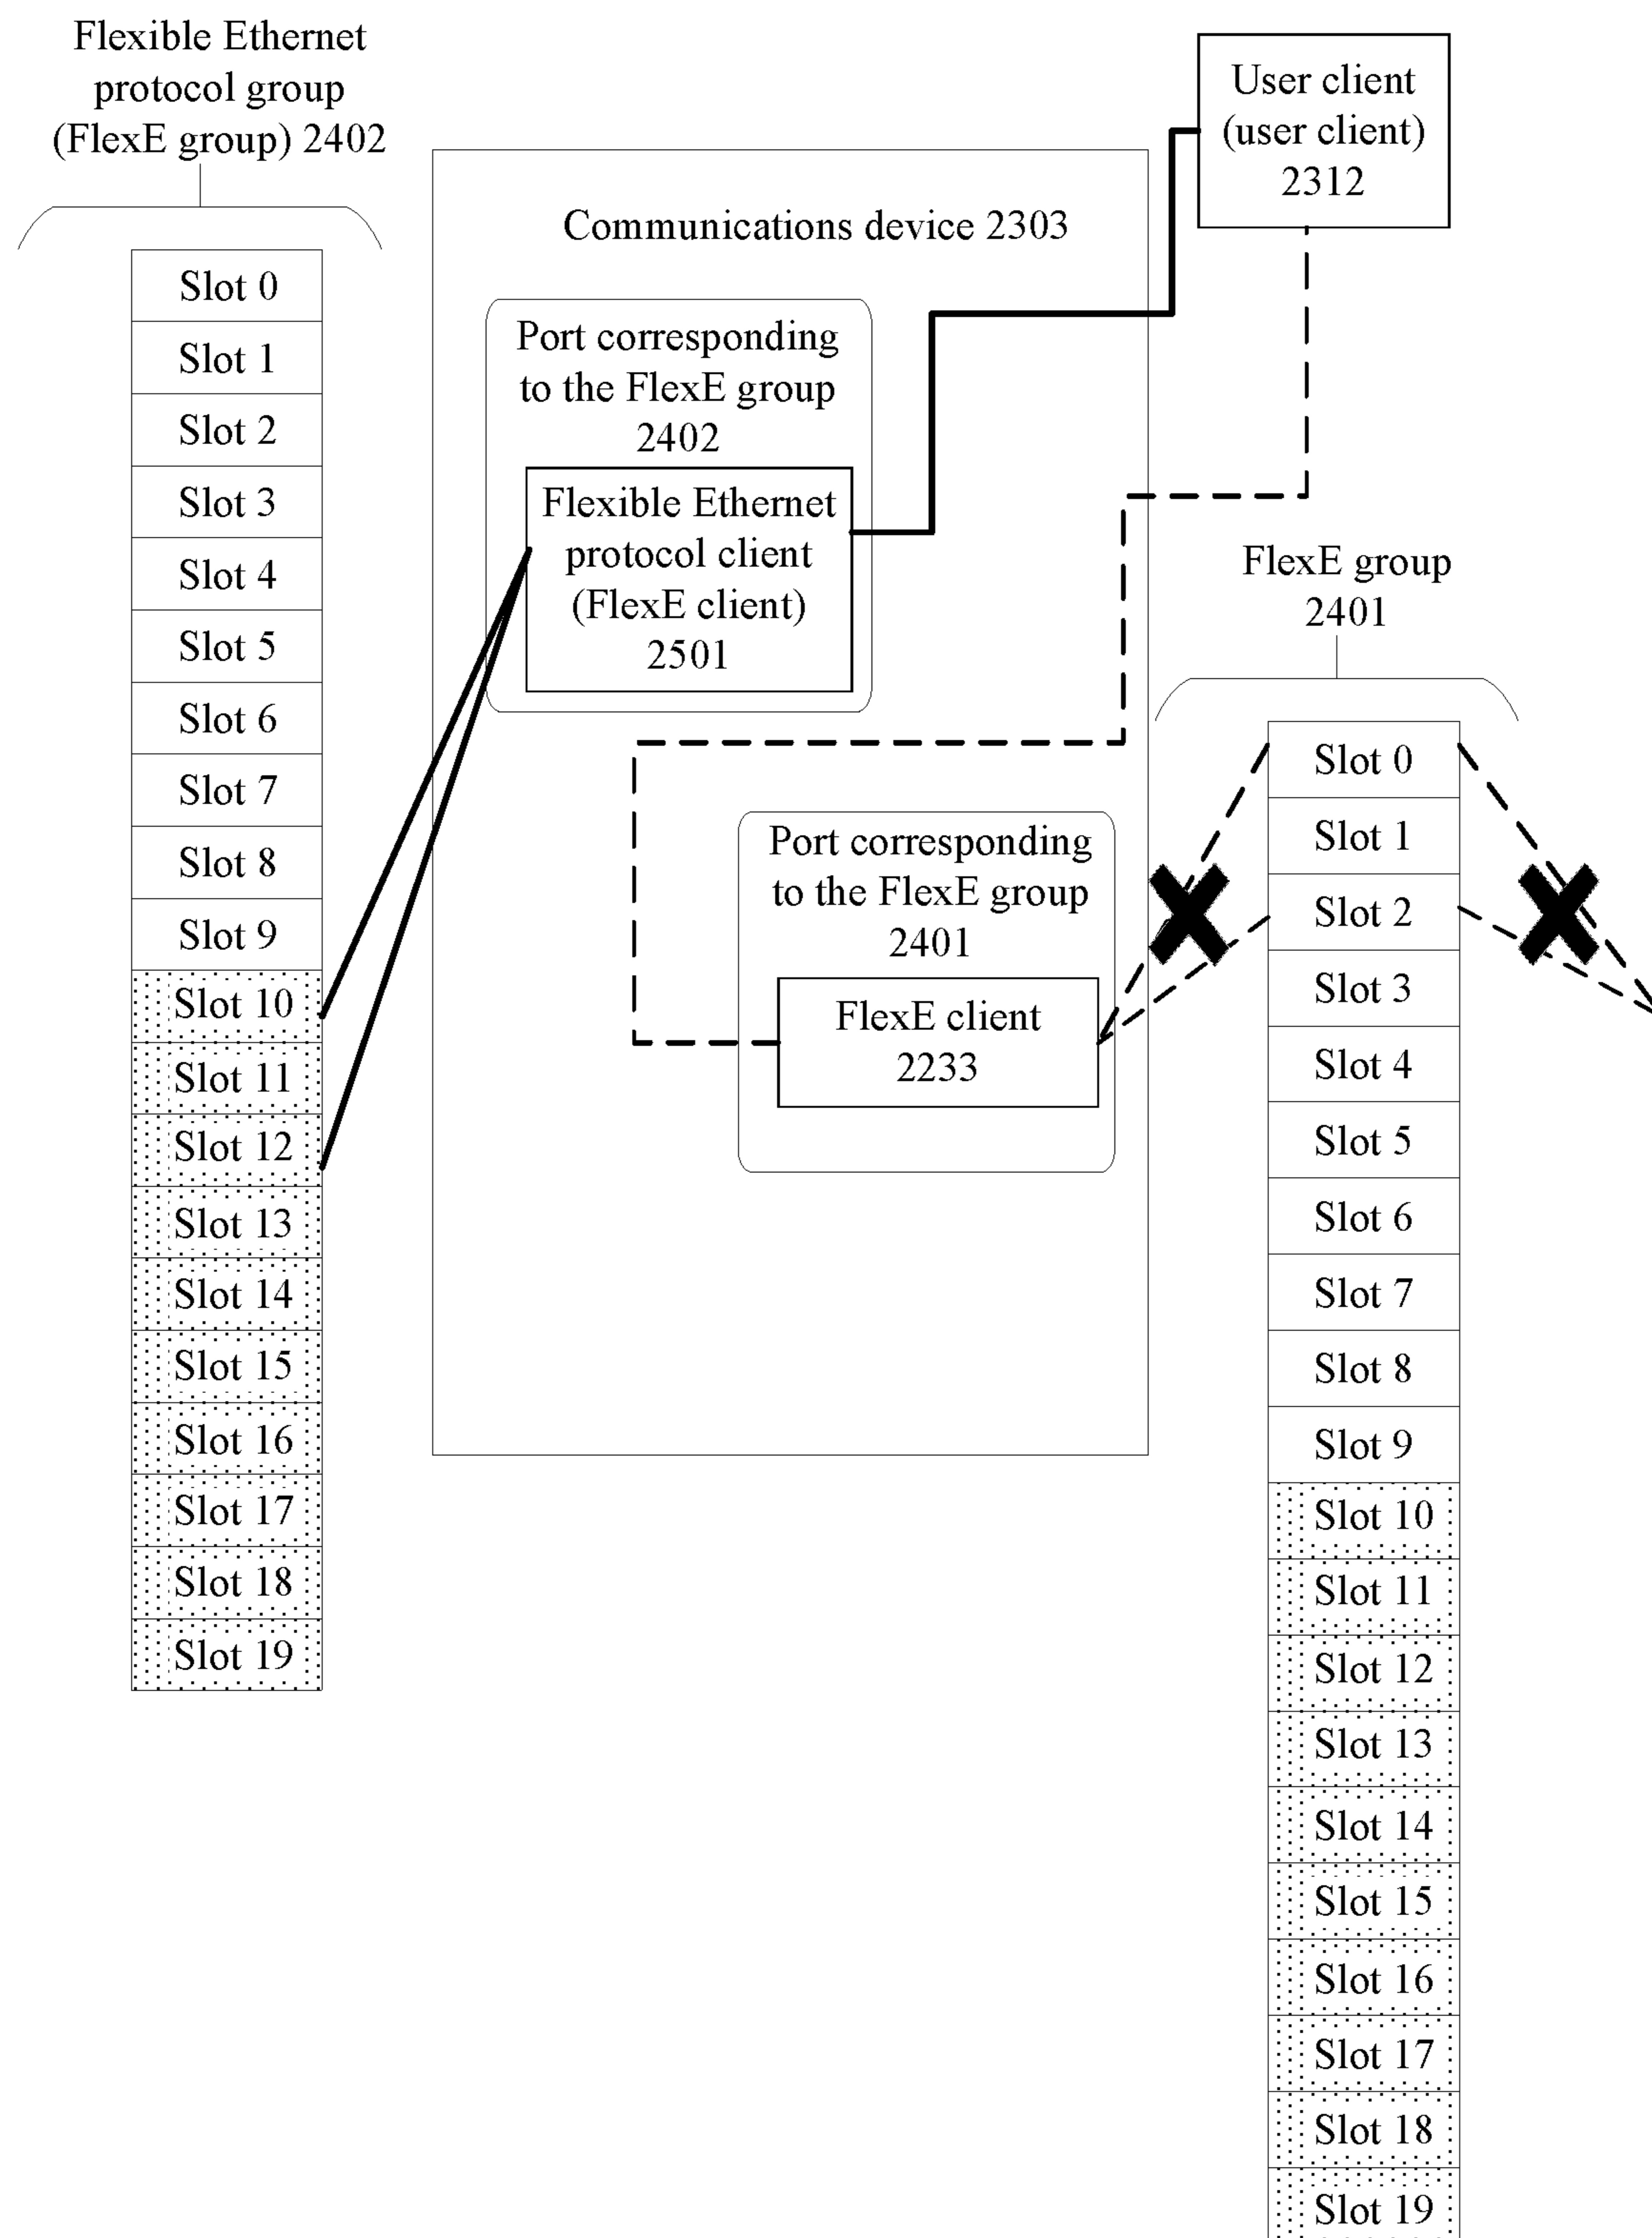 Flexible Ethernet
protocol group
(FlexE group) 2402
Slot 0
Slot 1
Slot 2
Slot 3
Slot 4
Slot 5
Slot 6
Slot 7
Slot 8
Slot 9
Slot 10
Slot 11
Slot 12
Slot 13
Slot 14
Slot 15
Slot 16
Slot 17
Slot 18
Slot 19
Communications device 2303
Port corresponding
to the FlexE group
2402
Flexible Ethernet
protocol client
(FlexE client)
2501
Port corresponding
to the FlexE group
2401
FlexE client
2233
User client
(user client)
2312
FlexE group
2401
Slot 0
Slot 1
Slot 2
Slot 3
Slot 4
Slot 5
Slot 6
Slot 7
Slot 8
Slot 9
Slot 10
Slot 11
Slot 12
Slot 13
Slot 14
Slot 15
Slot 16
Slot 17
Slot 18
Slot 19